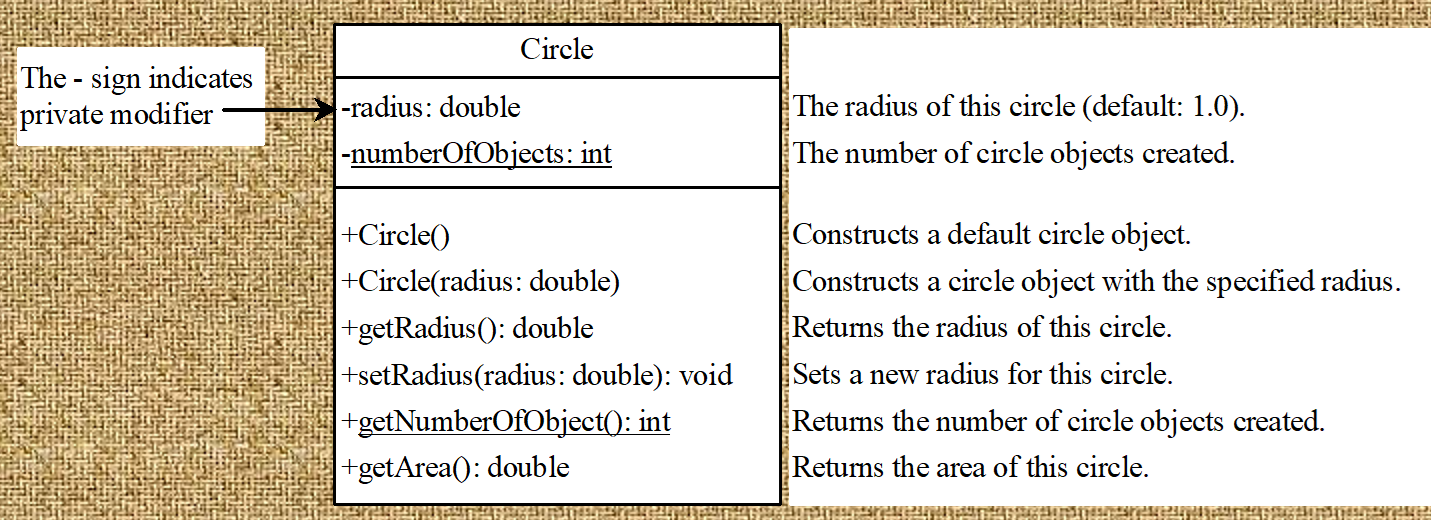 Circle
The - sign indicates
private modifier
-radius: double
The radius of this circle (default: 1.0).
-numberOfObjects: int
The number of circle objects created.
+Circle()
Constructs a default circle object.
+Circle(radius: double)
Constructs a circle object with the specified radius.
+getRadius(): double
Returns the radius of this circle.
+setRadius(radius: double): void
Sets a new radius for this circle.
+getNumberOfObject(): int
Returns the number of circle objects created.
+getArea(): double
Returns the area of this circle.